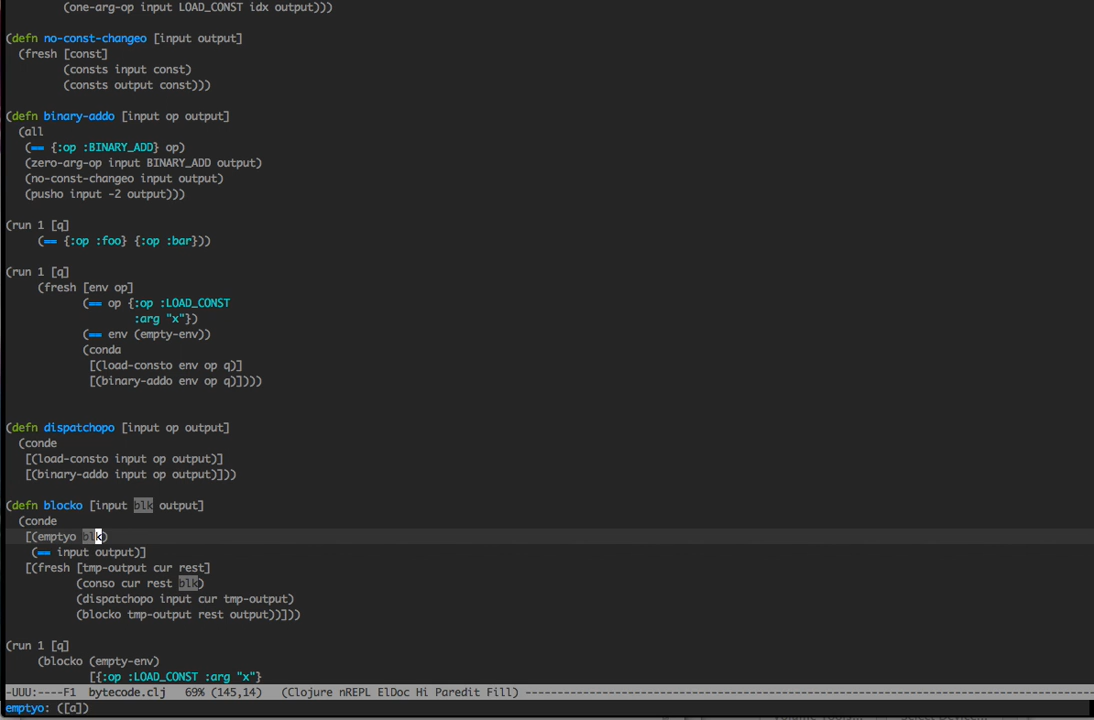 (one-arg-op input LOAD_CONST idx output)))
(defn no-const-changeo [input output]
(fresh [const]
(consts input const)
(consts output const)))
(defn binary-addo [input op output]
(all
(== {:op :BINARY_ADD} op)
(zero-arg-op input BINARY_ADD output)
(no-const-changeo input output)
(pusho input -2 output)))
(run 1 [q]
(== {:op :foo} {:op :bar}))
(run 1 [q]
(fresh [env op]
(== op {:op :LOAD_CONST
:arg "x"})
(== env (empty-env))
(conda
[(load-consto env op q)]
[(binary-addo env op q)])))
(defn dispatchopo [input op output]
(conde
[(load-consto input op output)]
[(binary-addo input op output)]))
(defn blocko [input blk output]
(conde
[(emptyo blk)
(== input output)]
[(fresh [tmp-output cur rest]
(conso cur rest blk)
(dispatchopo input cur tmp-output)
(blocko tmp-output rest output))]))
(run 1 [q]
(blocko (empty-env)
[{:op :LOAD_CONST :arg "x"}
-UUU:----F1 bytecode.clj 69% (145,14) (Clojure nREPL ElDoc Hi Paredit Fill) ----------
emptyo: ([a])